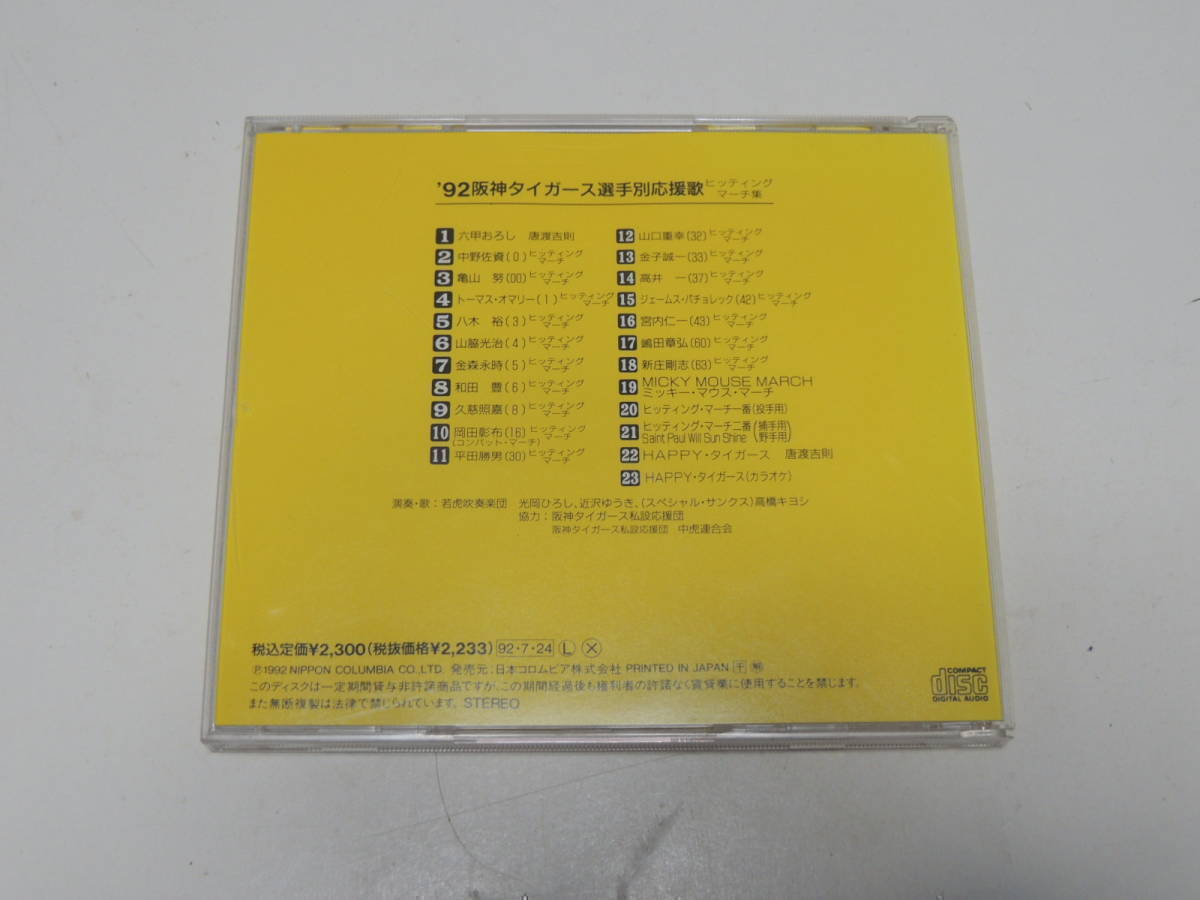 '92阪神タイガース選手別応援歌 ヒッティングマーチ集
1 六甲おろし 唐渡吉則
2 中野佐資(0)ヒッティングマーチ
3 亀山 努(00)ヒッティングマーチ
4 トーマス・オマリー(1)ヒッティングマーチ
5 八木 裕(3)ヒッティングマーチ
6 山脇光治(4)ヒッティングマーチ
7 金森永時(5)ヒッティングマーチ
8 和田 豊(6)ヒッティングマーチ
9 久慈照嘉(8)ヒッティングマーチ
10 岡田彰布(16)ヒッティングマーチ
(コンバット・マーチ)
11 平田勝男(30)ヒッティングマーチ
12 山口重幸(32)ヒッティングマーチ
13 金子誠一(33)ヒッティングマーチ
14 高井 一(37)ヒッティングマーチ
15 ジェームス・パチョレック(42)ヒッティングマーチ
16 宮内仁一(43)ヒッティングマーチ
17 嶋田章弘(60)ヒッティングマーチ
18 新庄剛志(63)ヒッティングマーチ
19 MICKY MOUSE MARCH
ミッキー・マウス・マーチ
20 ヒッティング・マーチ一番(投手用)
21 ヒッティング・マーチ二番(捕手用 野手用)
Saint Paul Will Sun Shine
22 HAPPY・タイガース 唐渡吉則
23 HAPPY・タイガース(カラオケ)
演奏・歌:若虎吹奏楽団 光岡ひろし、近沢ゆうき、(スペシャル・サンクス)高橋キヨシ
協力:阪神タイガース私設応援団
阪神タイガース私設応援団 中虎連合会
税込定価¥2,300(税抜価格¥2,233) 92・7・24 L X
Ⓟ1992 NIPPON COLUMBIA CO.,LTD. 発売元:日本コロムビア株式会社 PRINTED IN JAPAN
このディスクは一定期間貸与非許諾商品ですが、この期間経過後も権利者の許諾なく賃貸業に使用することを禁じます。
また無断複製は法律で禁じられています。STEREO
COMPACT
disc
DIGITAL AUDIO